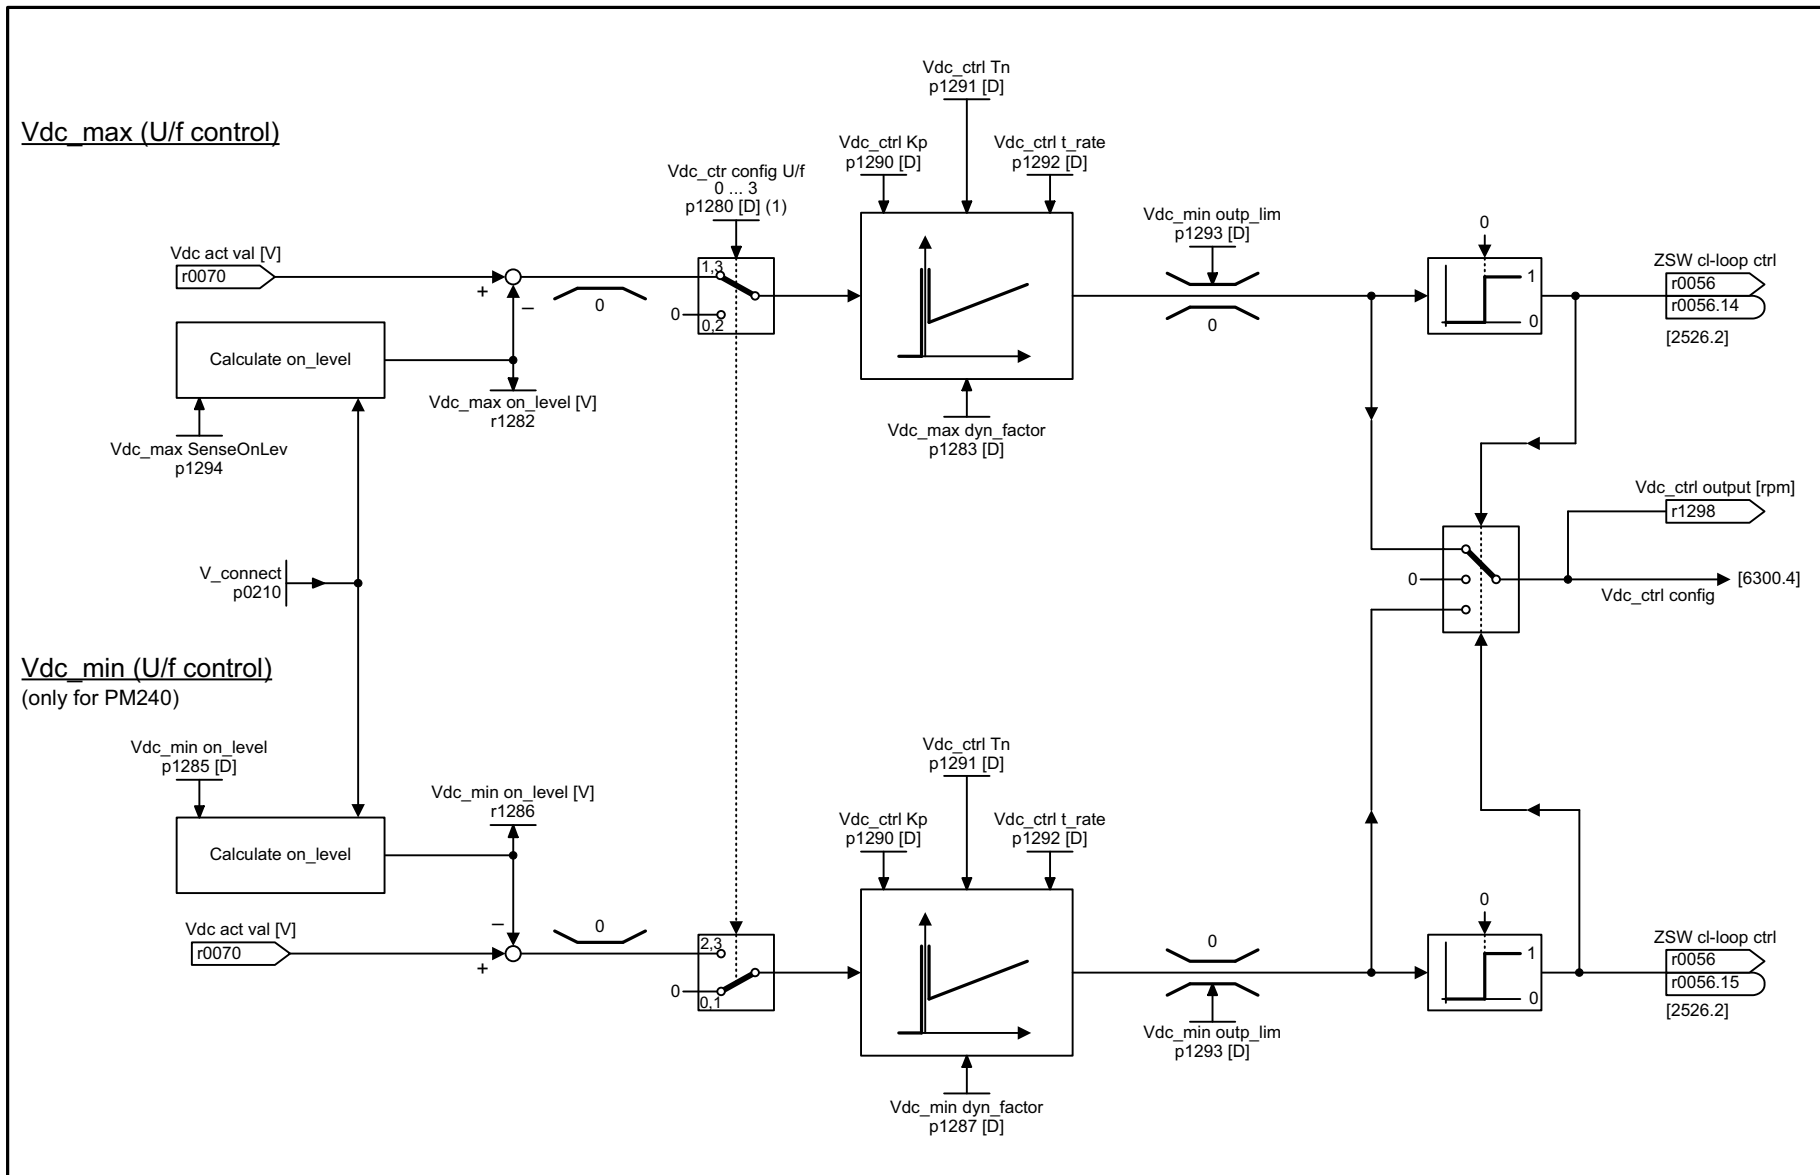 Vdc_max (U/f control)
Vdc_ctrl Tn
p1291 [D]
Vdc_ctrl Kp
p1290 [D]
Vdc_ctrl t_rate
p1292 [D]
Vdc_ctr config U/f
0 ... 3
p1280 [D] (1)
Vdc_min outp_lim
p1293 [D]
0
Vdc act val [V]
r0070
+
–
0
1,3
0
0,2
0
1
0
ZSW cl-loop ctrl
r0056
r0056.14
[2526.2]
Calculate on_level
Vdc_max on_level [V]
r1282
Vdc_max SenseOnLev
p1294
Vdc_max dyn_factor
p1283 [D]
Vdc_ctrl output [rpm]
r1298
V_connect
p0210
0
[6300.4]
Vdc_ctrl config
Vdc_min (U/f control)
(only for PM240)
Vdc_min on_level
p1285 [D]
Vdc_min on_level [V]
r1286
Vdc_ctrl Tn
p1291 [D]
Vdc_ctrl Kp
p1290 [D]
Vdc_ctrl t_rate
p1292 [D]
Calculate on_level
Vdc act val [V]
r0070
+
–
0
2,3
0
0,1
0
Vdc_min outp_lim
p1293 [D]
0
1
0
ZSW cl-loop ctrl
r0056
r0056.15
[2526.2]
Vdc_min dyn_factor
p1287 [D]